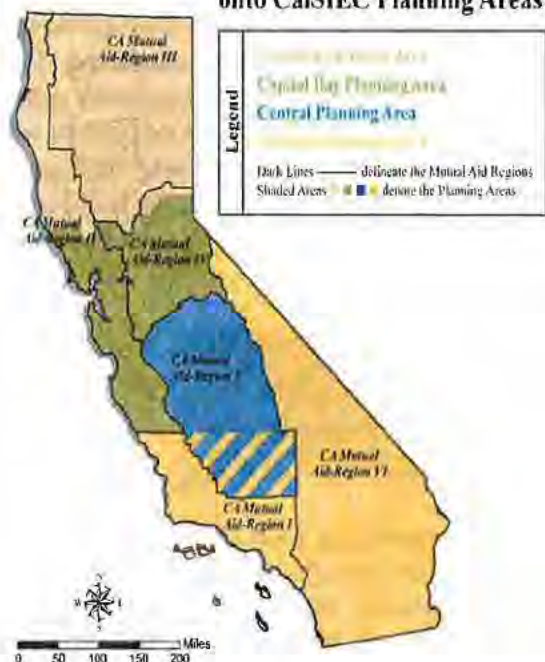 onto CalSIEC Planning Areas
Legend
Capital Bay Planning Area
Central Planning Area
Dark Lines delineate the Mutual Aid Regions
Shaded Areas denote the Planning Areas
CA Mutual
Aid-Region III
CA Mutual
Aid-Region II
CA Mutual
Aid-Region IV
CA Mutual
Aid-Region V
CA Mutual
Aid-Region VI
CA Mutual
Aid-Region I
Miles
0 50 100 150 200